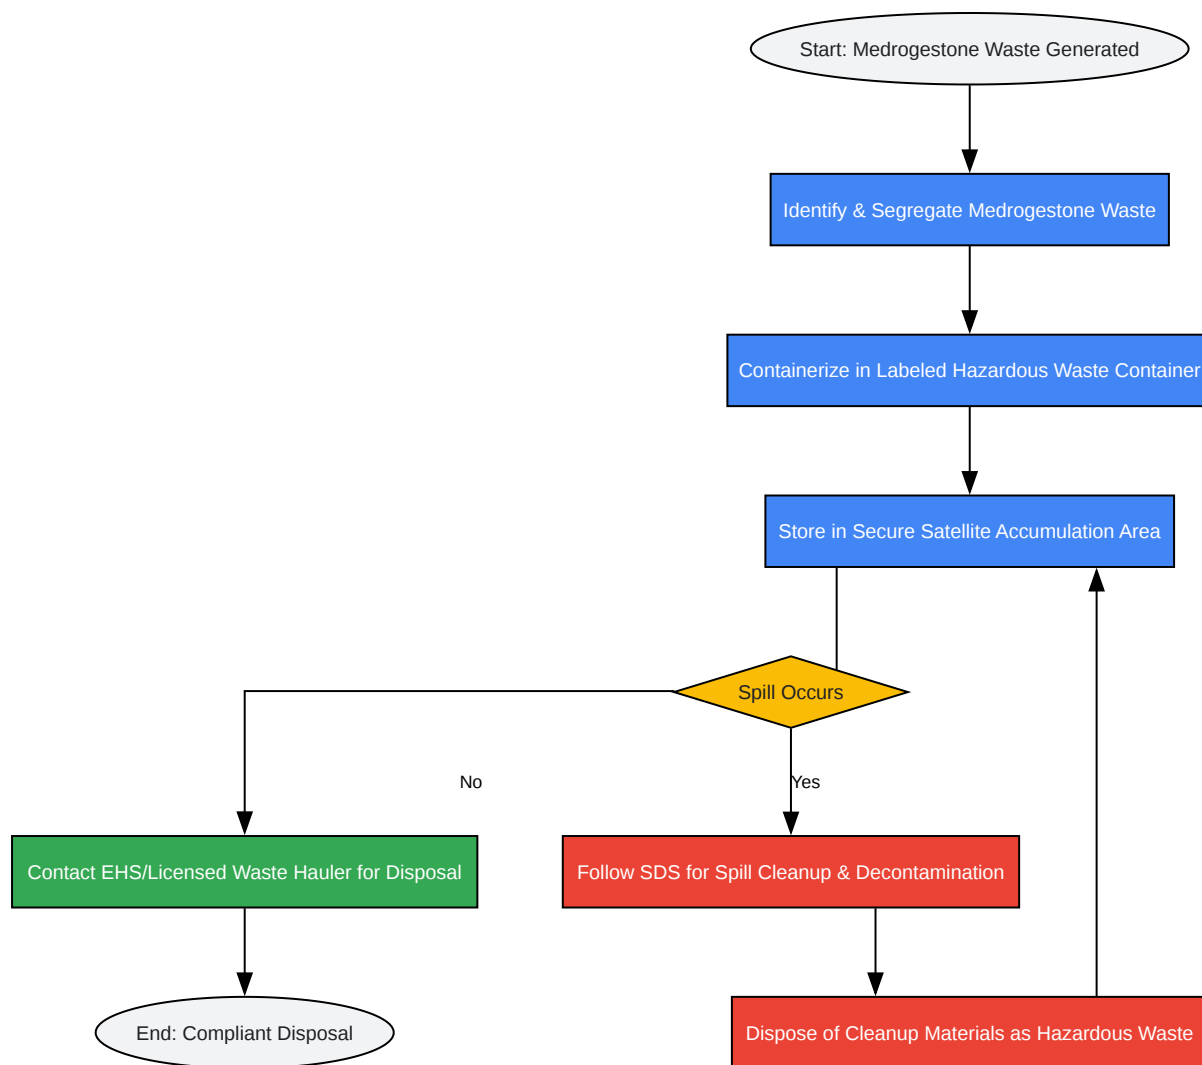 Start: Medrogestone Waste Generated
Identify & Segregate Medrogestone Waste
Containerize in Labeled Hazardous Waste Container
Store in Secure Satellite Accumulation Area
Spill Occurs
No
Yes
Contact EHS/Licensed Waste Hauler for Disposal
Follow SDS for Spill Cleanup & Decontamination
End: Compliant Disposal
Dispose of Cleanup Materials as Hazardous Waste